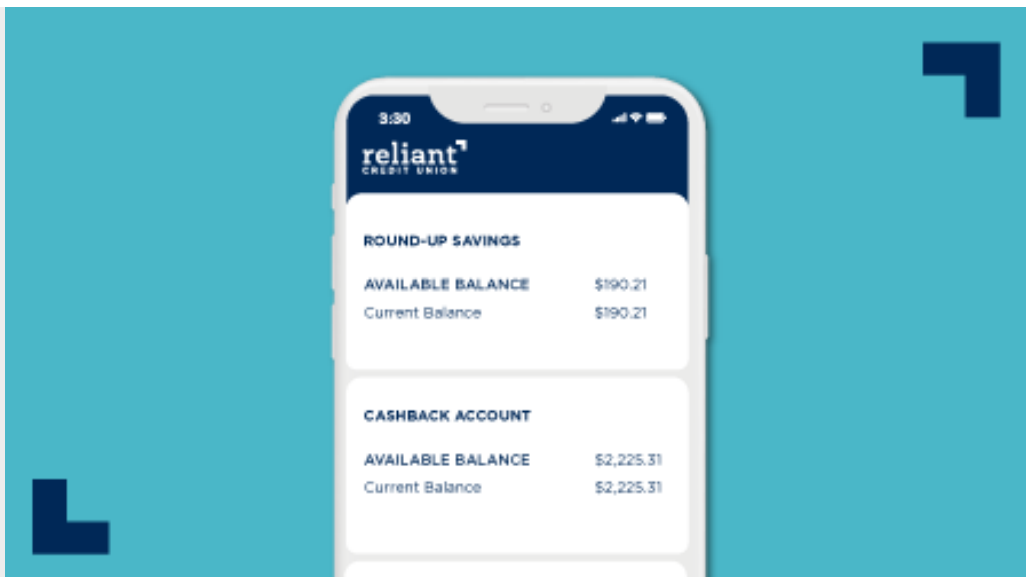 3:30
reliant
CREDIT UNION
ROUND-UP SAVINGS
AVAILABLE BALANCE $190.21
Current Balance $190.21
CASHBACK ACCOUNT
AVAILABLE BALANCE $2,225.31
Current Balance $2,225.31